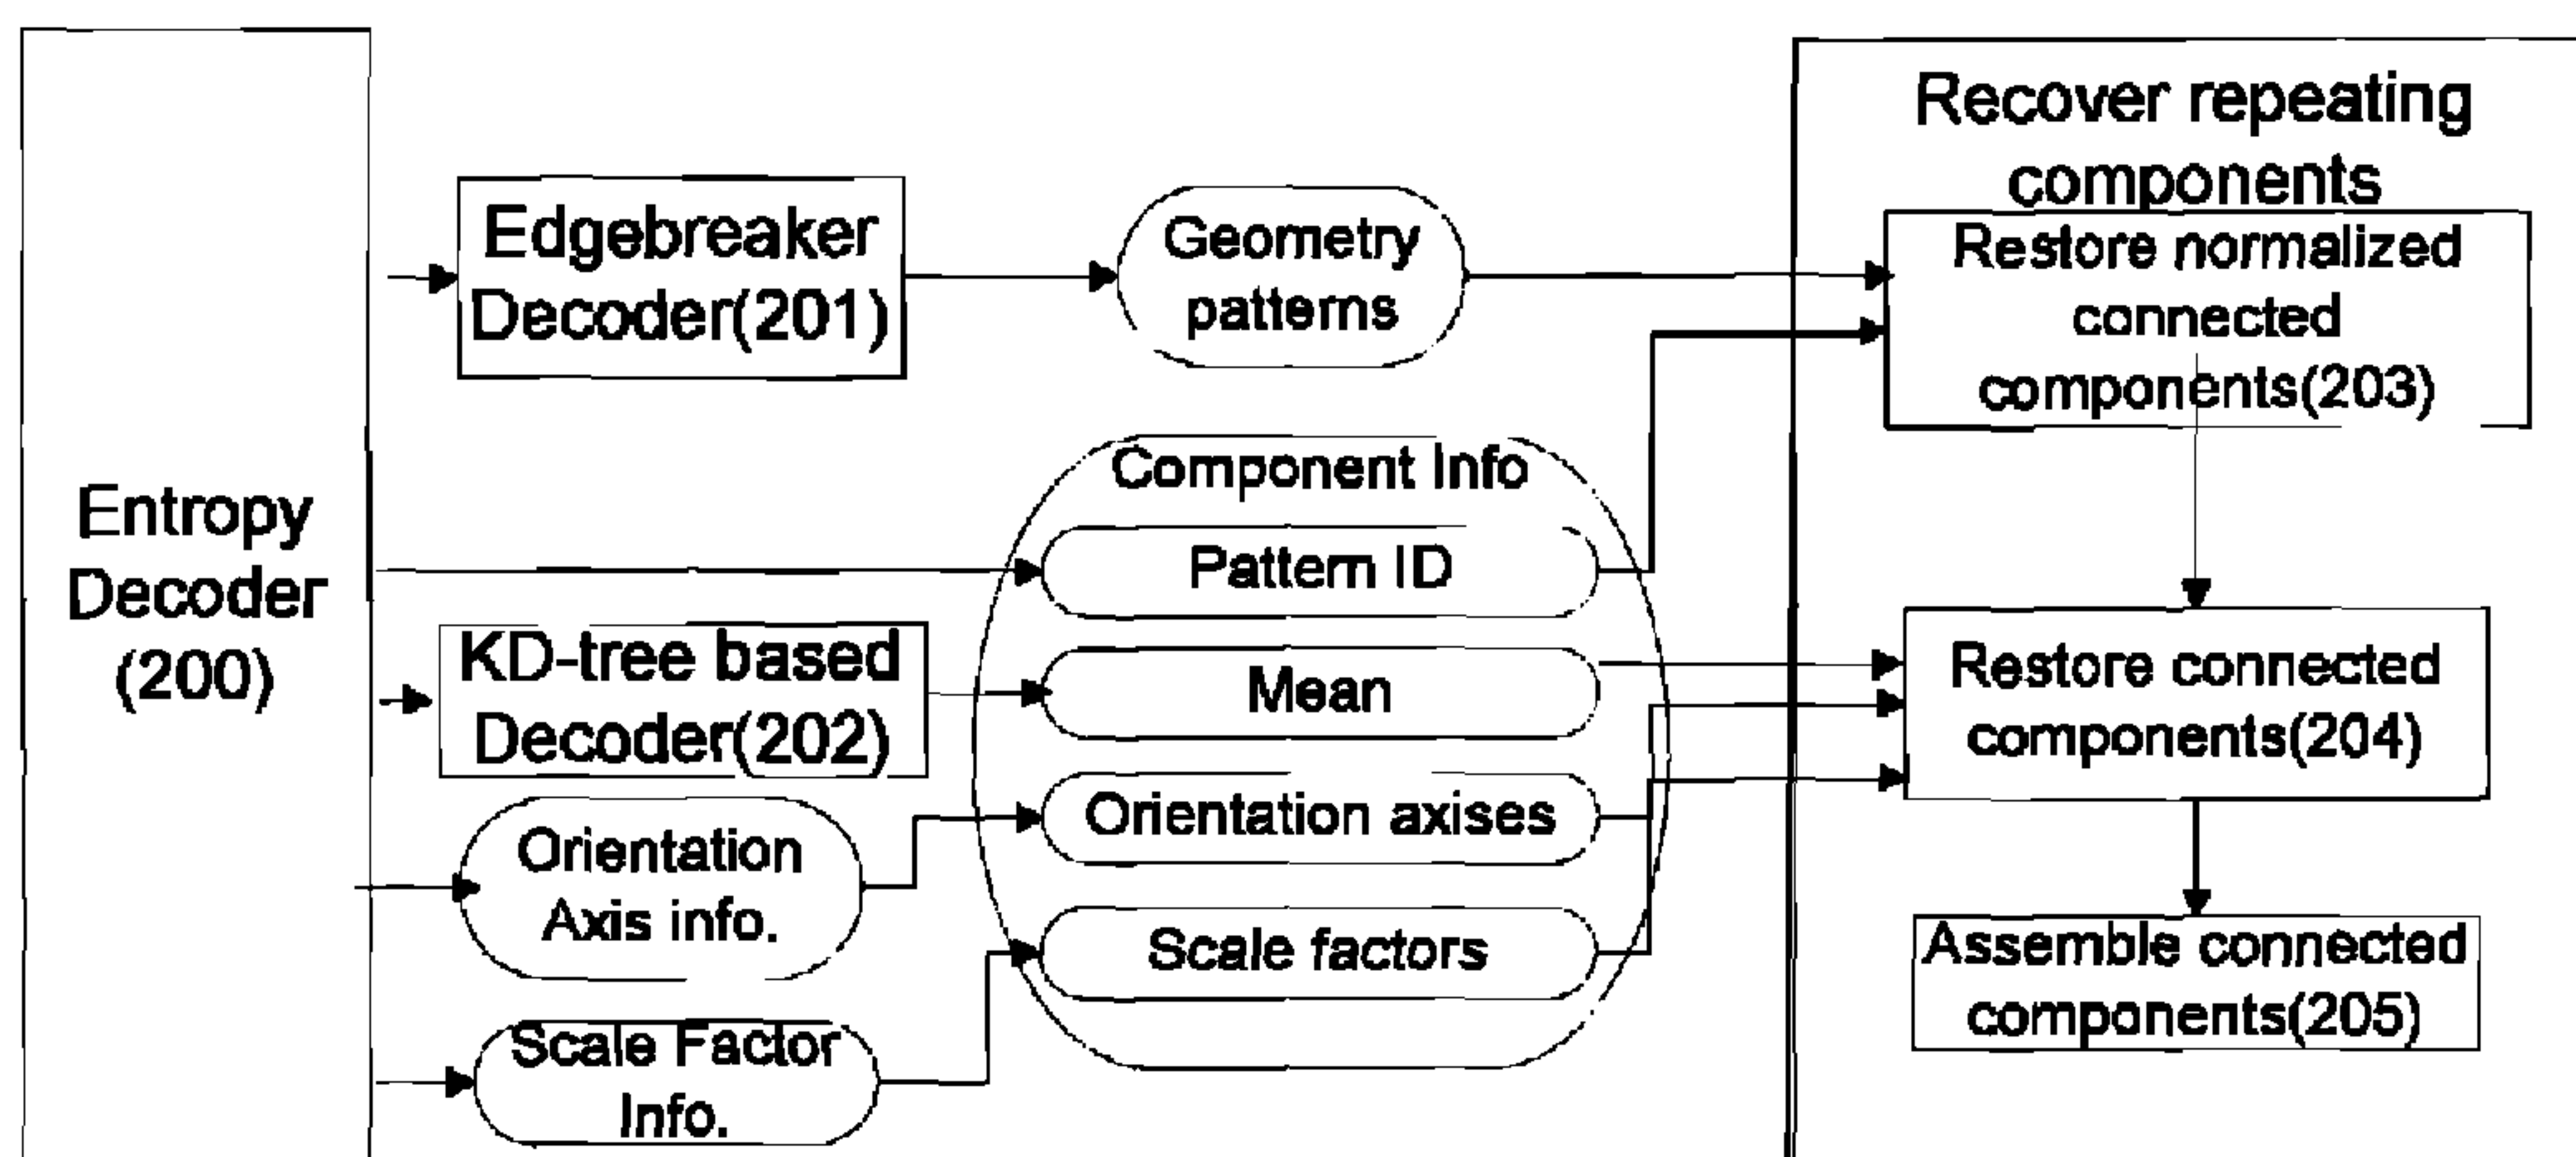 Entropy
Decoder
(200)
Edgebreaker
Decoder(201)
KD-tree based
Decoder(202)
Orientation
Axis info.
Scale Factor
Info.
Geometry
patterns
Component Info
Pattern ID
Mean
Orientation axises
Scale factors
Recover repeating
components
Restore normalized
connected
components(203)
Restore connected
components(204)
Assemble connected
components(205)